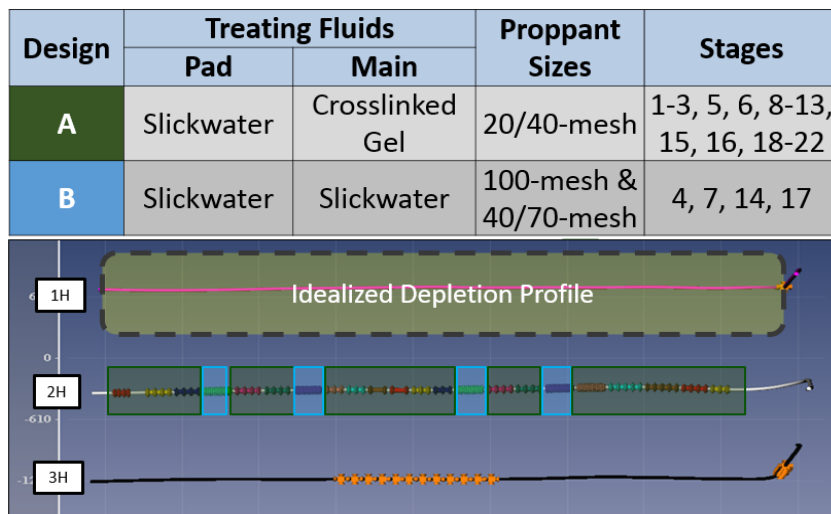 Design Treating Fluids Proppant Sizes Stages
Pad Main
A Slickwater Crosslinked Gel 20/40-mesh 1-3, 5, 6, 8-13, 15, 16, 18-22
B Slickwater Slickwater 100-mesh & 40/70-mesh 4, 7, 14, 17
1H
Idealized Depletion Profile
0
2H
-610
3H